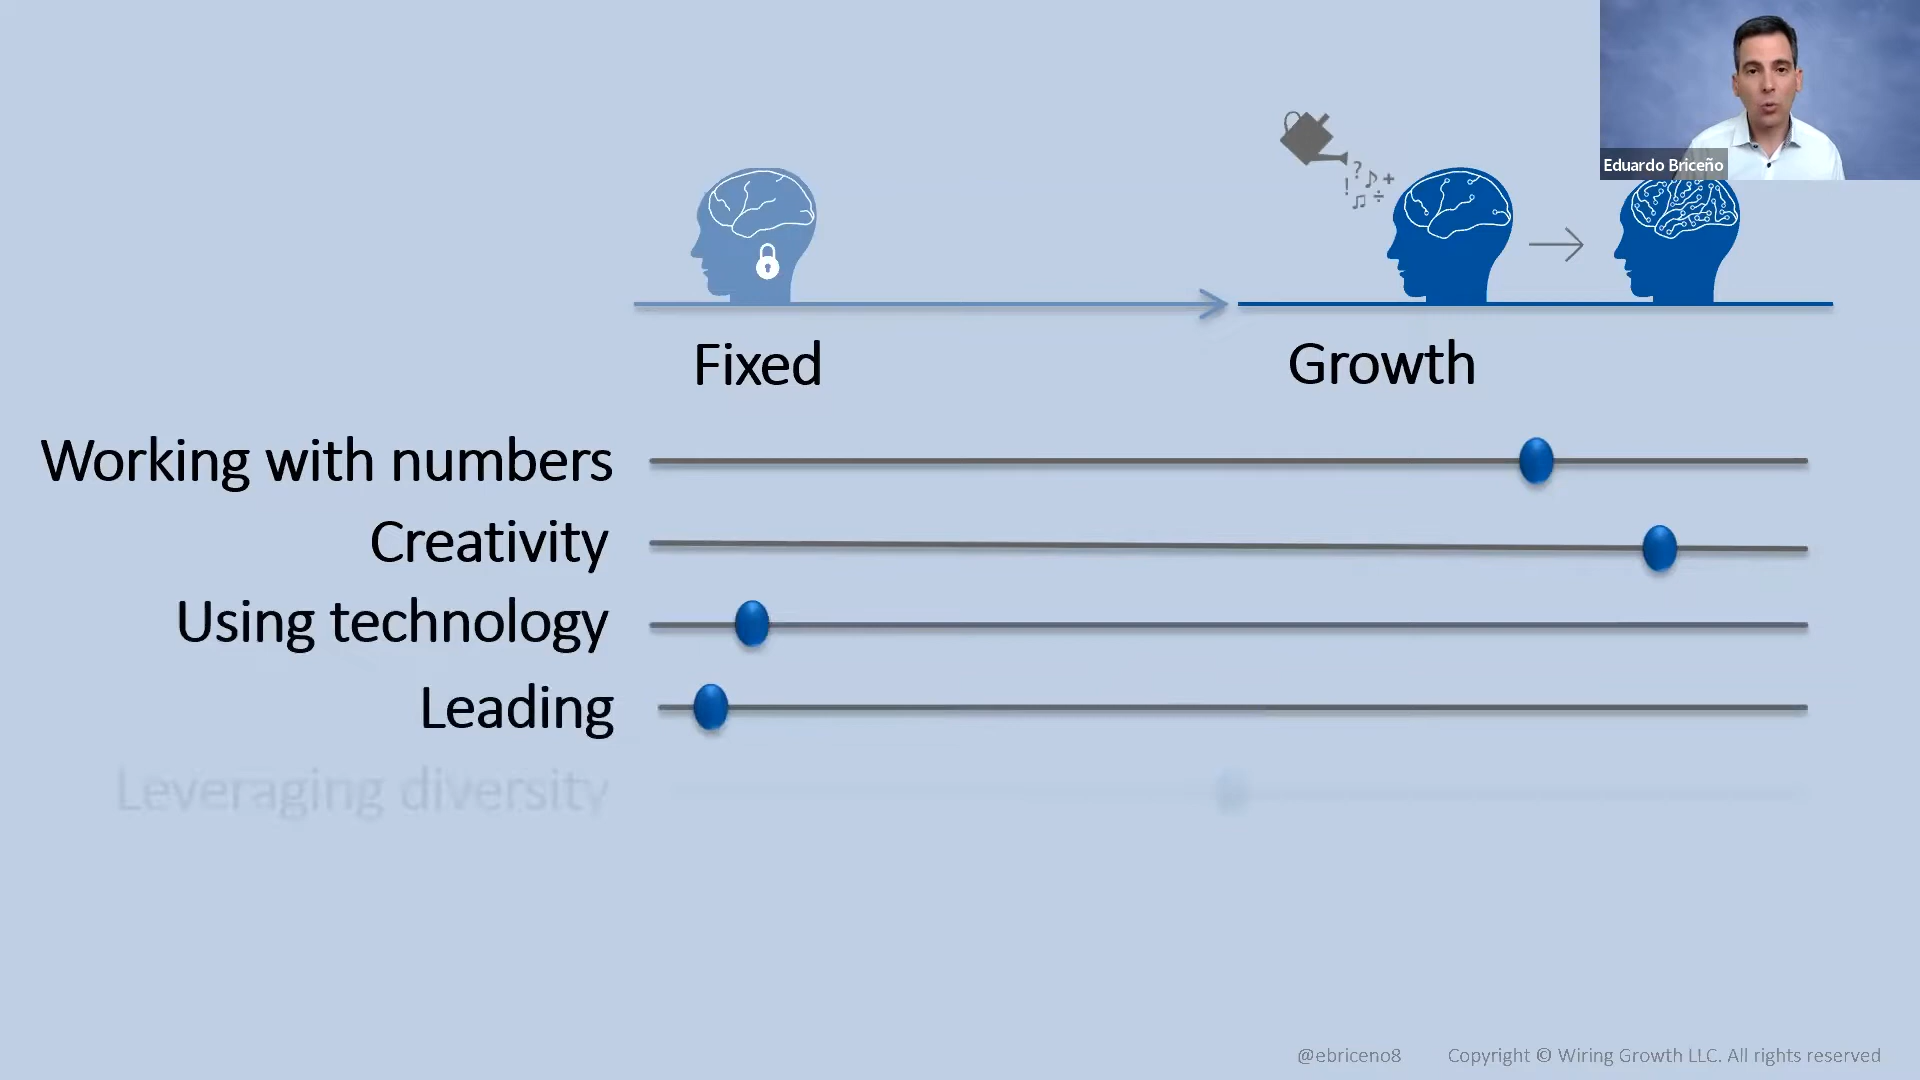 Eduardo Briceño
Fixed
Growth
Working with numbers
Creativity
Using technology
Leading
Leveraging diversity
@ebriceno8
Copyright © Wiring Growth LLC. All rights reserved